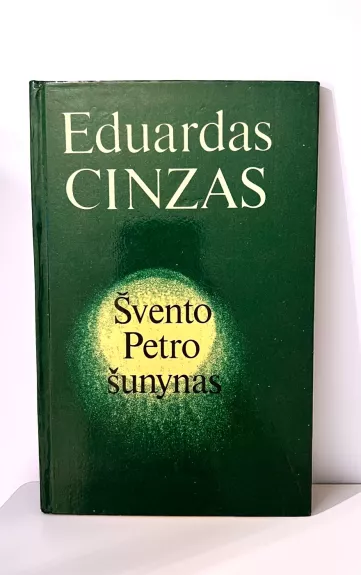 Eduardas
CINZAS
Švento
Petro
šunynas